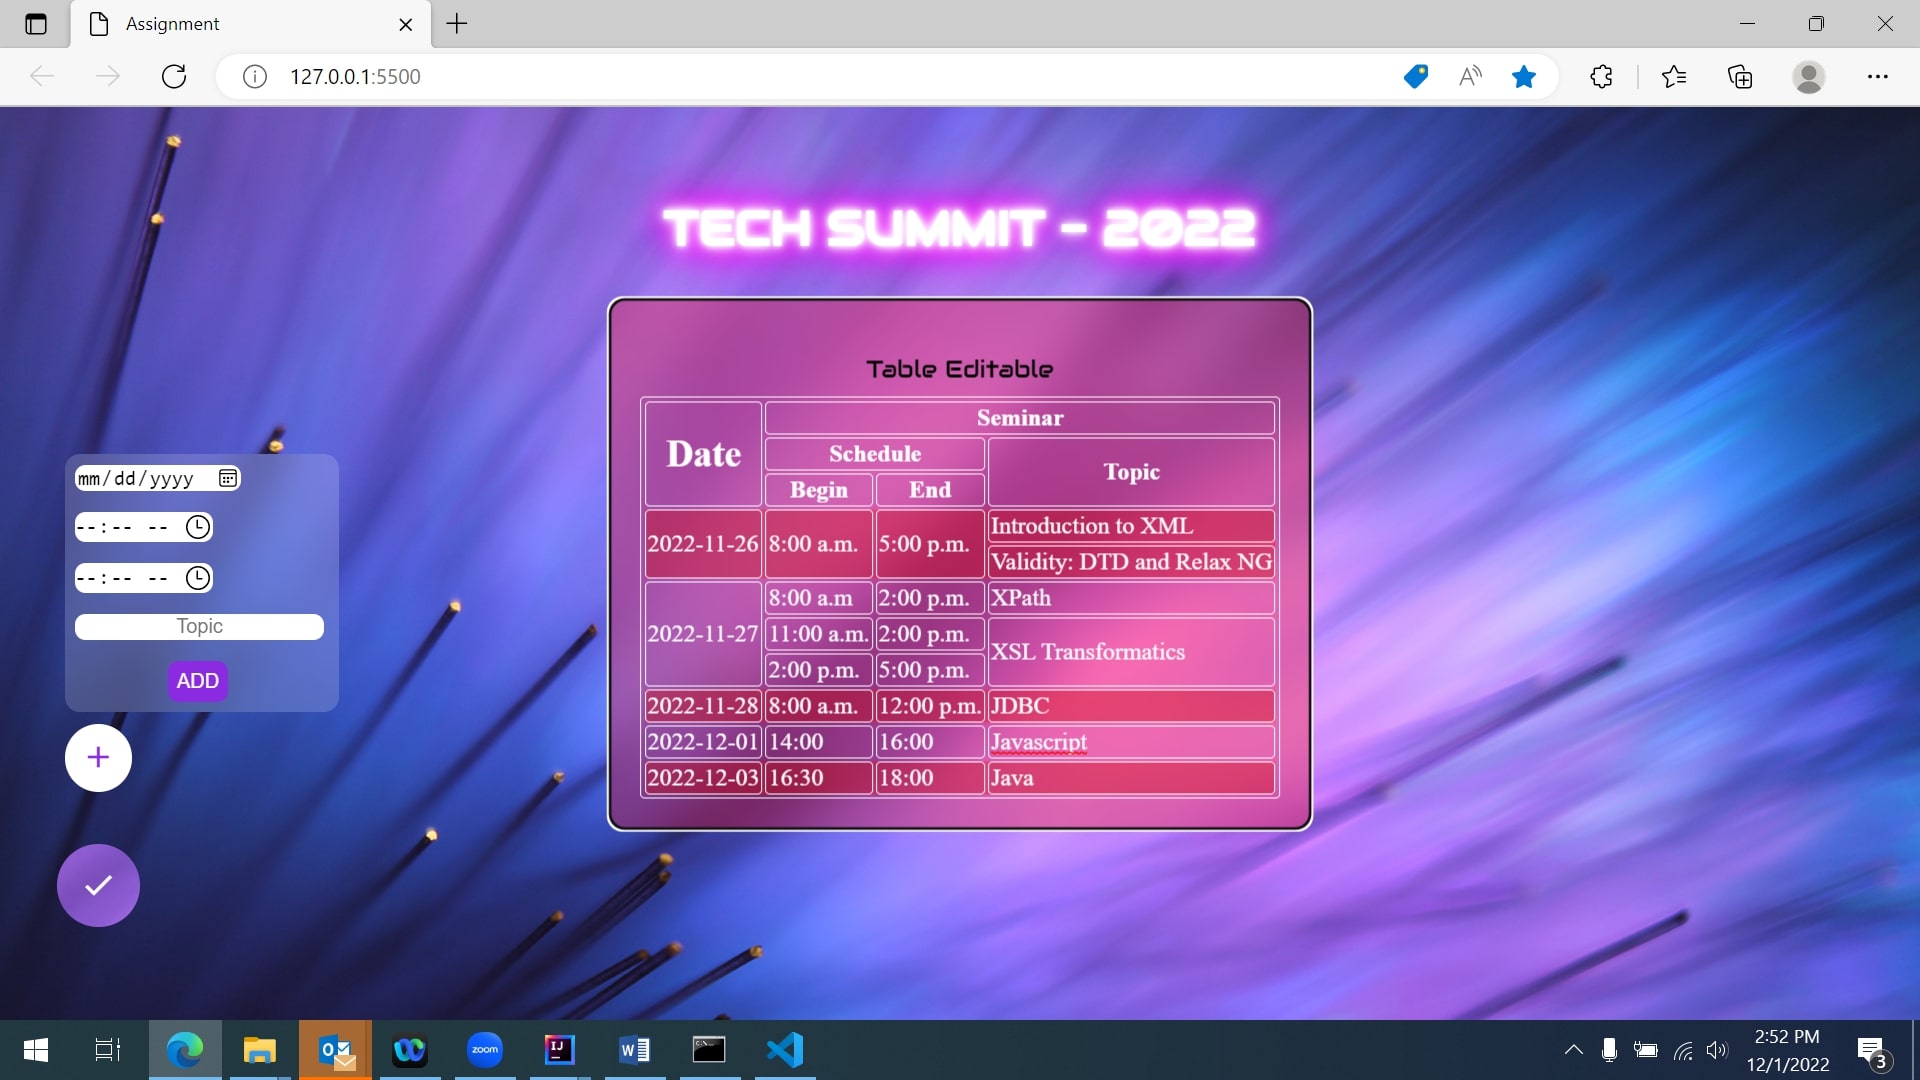 Assignment
127.0.0.1:5500
TECH SUMMIT - 2022
Table Editable
Date
Seminar
Schedule
Topic
Begin End
2022-11-26 8:00 a.m. 5:00 p.m. Introduction to XML
Validity: DTD and Relax NG
2022-11-27 8:00 a.m 2:00 p.m. XPath
11:00 a.m. 2:00 p.m. XSL Transformatics
2:00 p.m. 5:00 p.m.
2022-11-28 8:00 a.m. 12:00 p.m. JDBC
2022-12-01 14:00 16:00 Javascript
2022-12-03 16:30 18:00 Java
mm/dd/yyyy
--:-- --
--:-- --
Topic
ADD
zoom
IJ
W
2:52 PM
12/1/2022
3